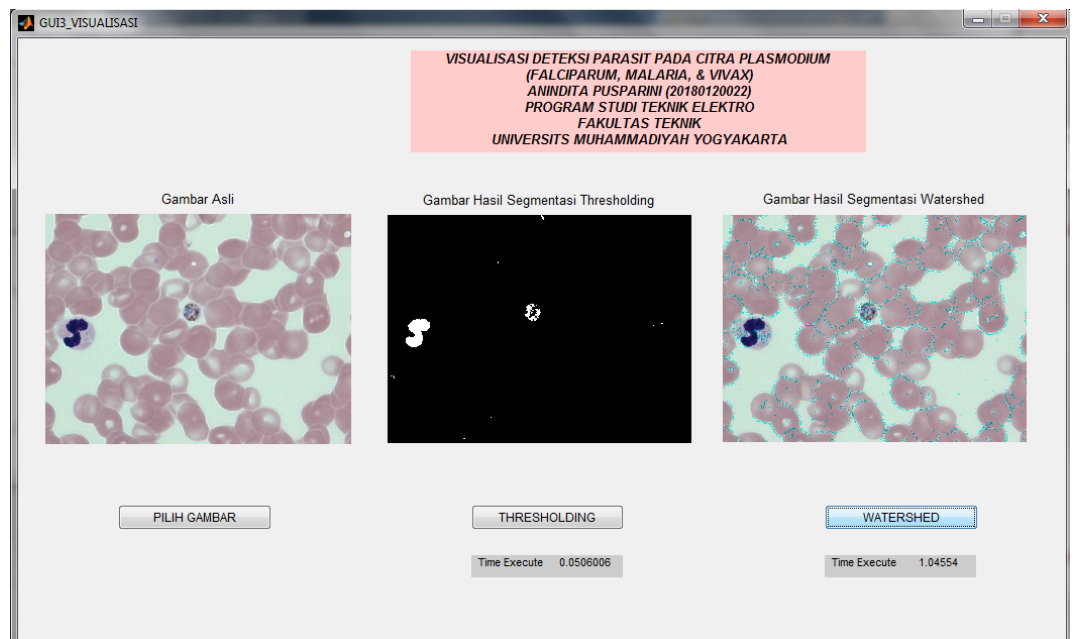 GUI3_VISUALISASI
VISUALISASI DETEKSI PARASIT PADA CITRA PLASMODIUM
(FALCIPARUM, MALARIA, & VIVAX)
ANINDITA PUSPARINI (20180120022)
PROGRAM STUDI TEKNIK ELEKTRO
FAKULTAS TEKNIK
UNIVERSITS MUHAMMADIYAH YOGYAKARTA
Gambar Asli
Gambar Hasil Segmentasi Thresholding
Gambar Hasil Segmentasi Watershed
PILIH GAMBAR
THRESHOLDING
WATERSHED
Time Execute 0.0506006
Time Execute 1.04554